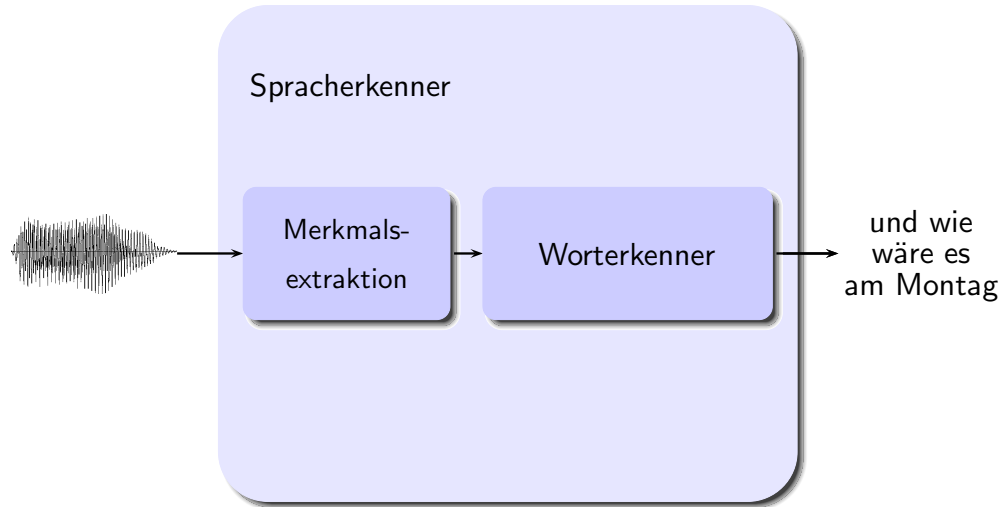 Spracherkenner
Merkmals-
extraktion
Worterkenner
und wie
wäre es
am Montag